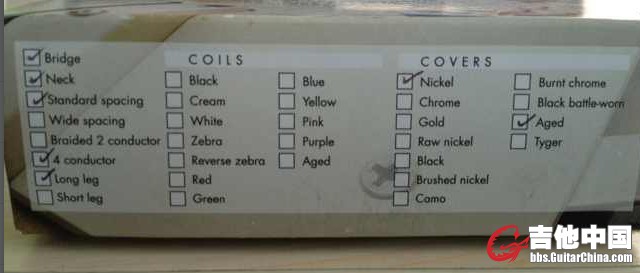 Bridge
Neck
Standard spacing
Wide spacing
Braided 2 conductor
4 conductor
Long leg
Short leg
COILS
Black
Cream
White
Zebra
Reverse zebra
Red
Green
Blue
Yellow
Pink
Purple
Aged
COVERS
Nickel
Chrome
Gold
Raw nickel
Black
Brushed nickel
Camo
Burnt chrome
Black battle-worn
Aged
Tyger
吉他中国
bbs.GuitarChina.com